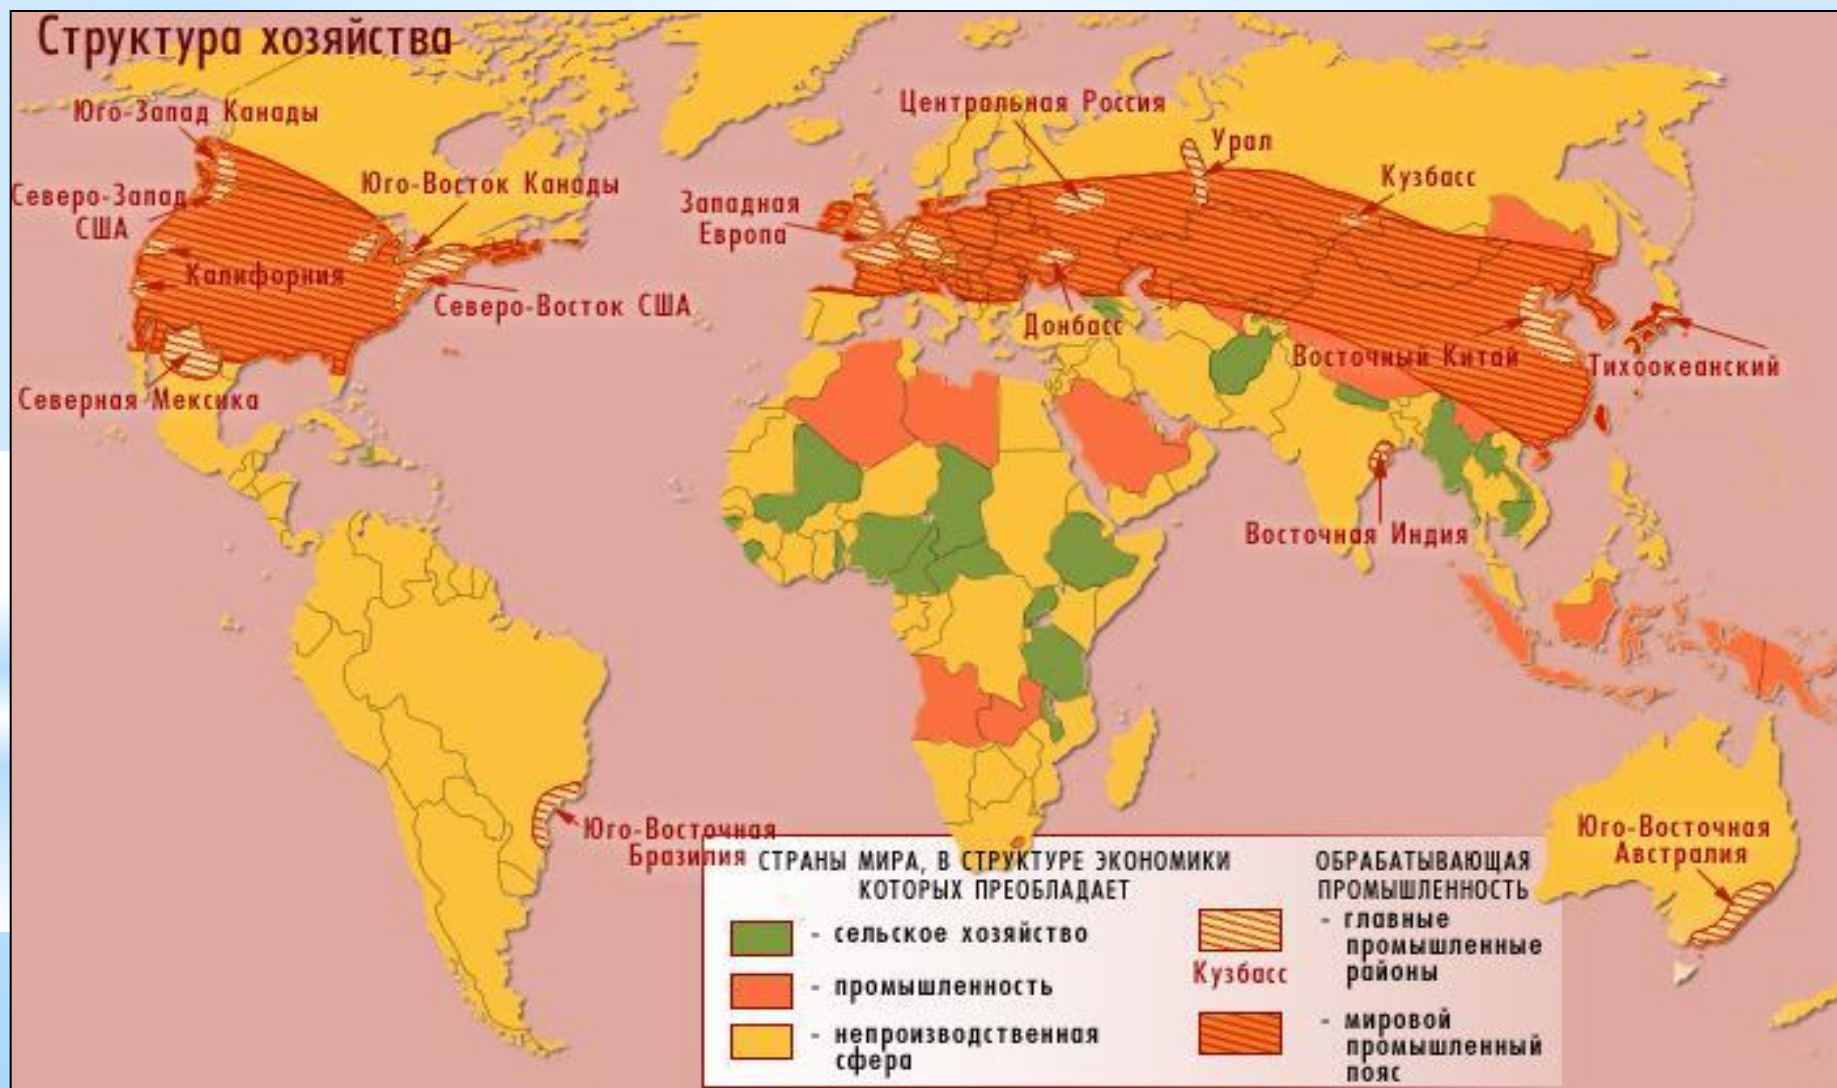 Структура хозяйства
Юго-Запад Канады
Северо-Запад
США
Юго-Восток Канады
Калифорния
Северо-Восток США
Северная Мексика
Центральная Россия
Урал
Кузбасс
Западная
Европа
Донбасс
Восточный Китай
Тихоокеанский
Восточная Индия
Юго-Восточная
Бразилия
Юго-Восточная
Австралия
СТРАНЫ МИРА, В СТРУКТУРЕ ЭКОНОМИКИ
КОТОРЫХ ПРЕОБЛАДАЕТ
- сельское хозяйство
- промышленность
- непроизводственная
сфера
ОБРАБАТЫВАЮЩАЯ
ПРОМЫШЛЕННОСТЬ
- главные
промышленные
районы
Кузбасс
- мировой
промышленный
пояс